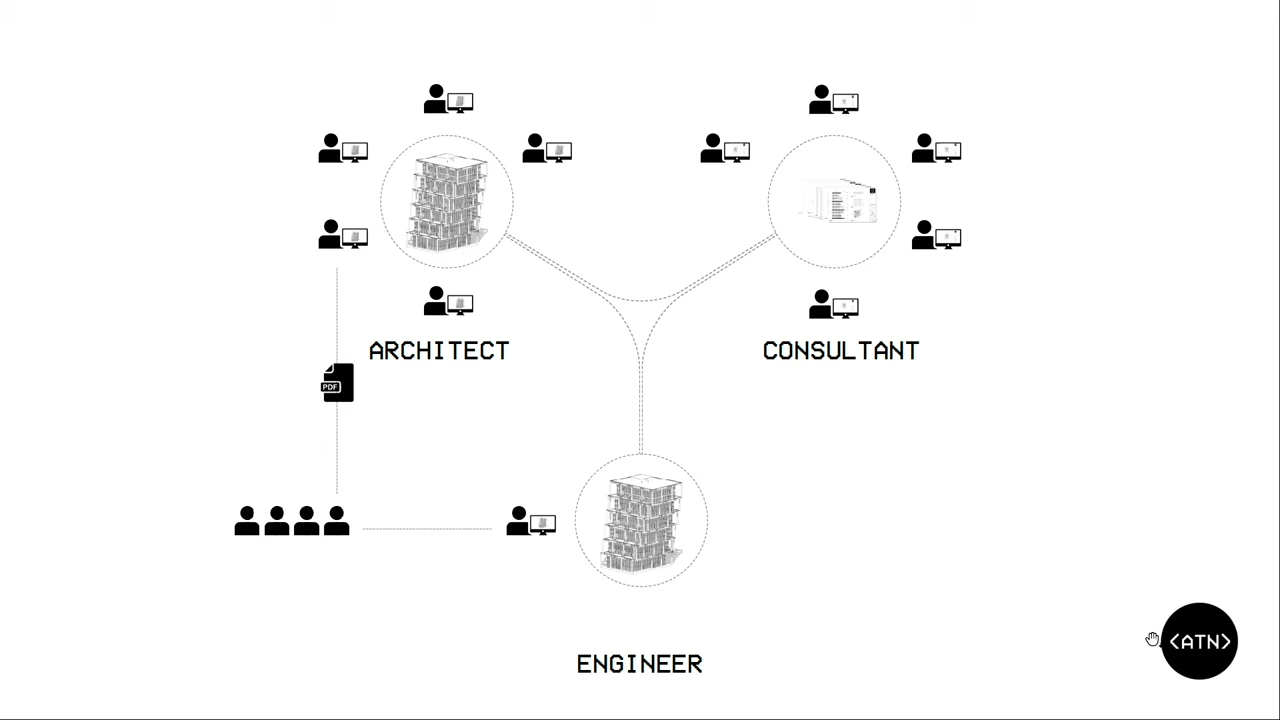 ARCHITECT
CONSULTANT
PDF
ENGINEER
<ATN>